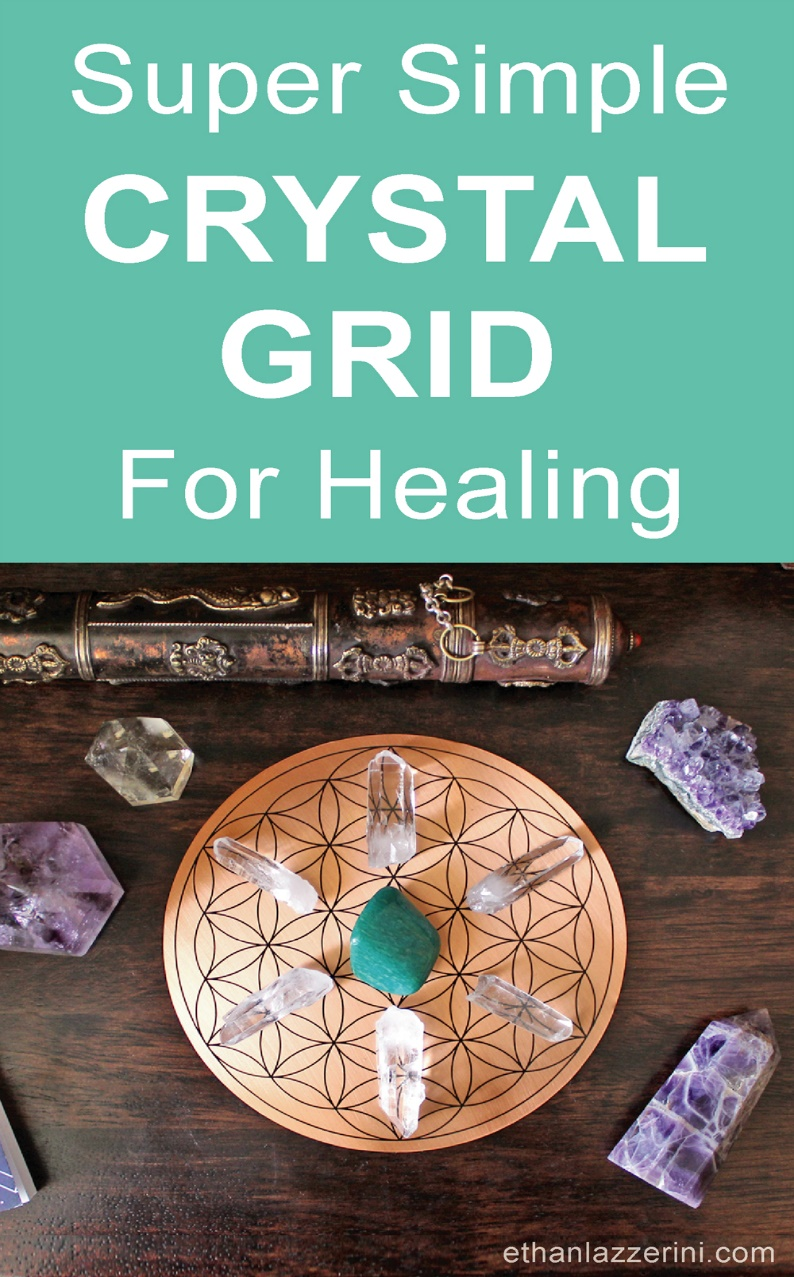 Super Simple
CRYSTAL
GRID
For Healing
ethanlazzerini.com